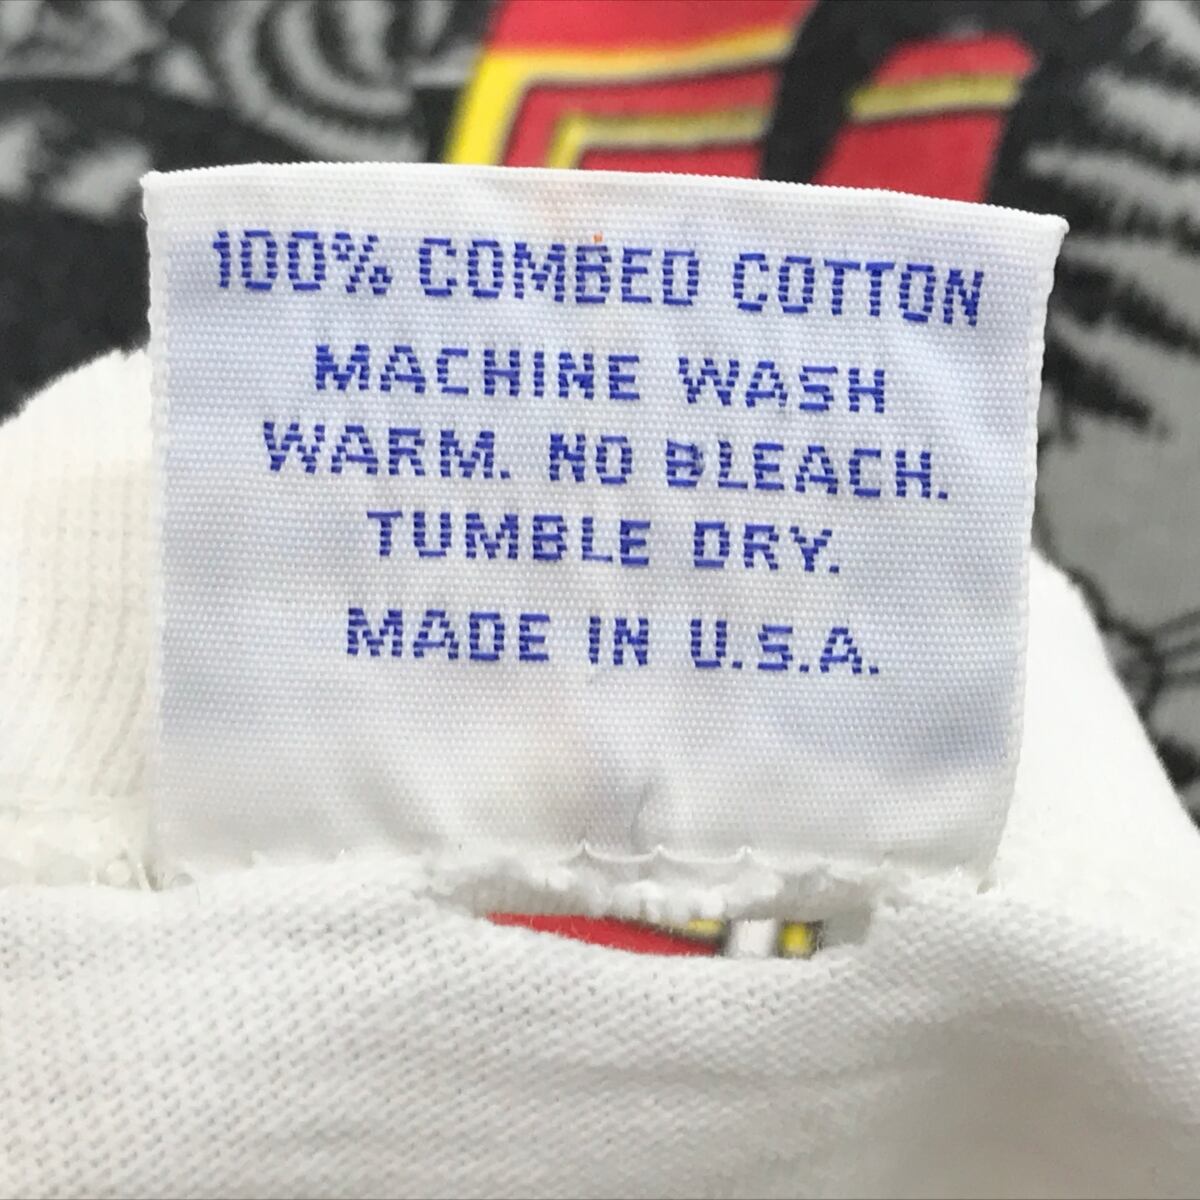 100% COMBED COTTON
MACHINE WASH
WARM. NO BLEACH.
TUMBLE DRY.
MADE IN U.S.A.